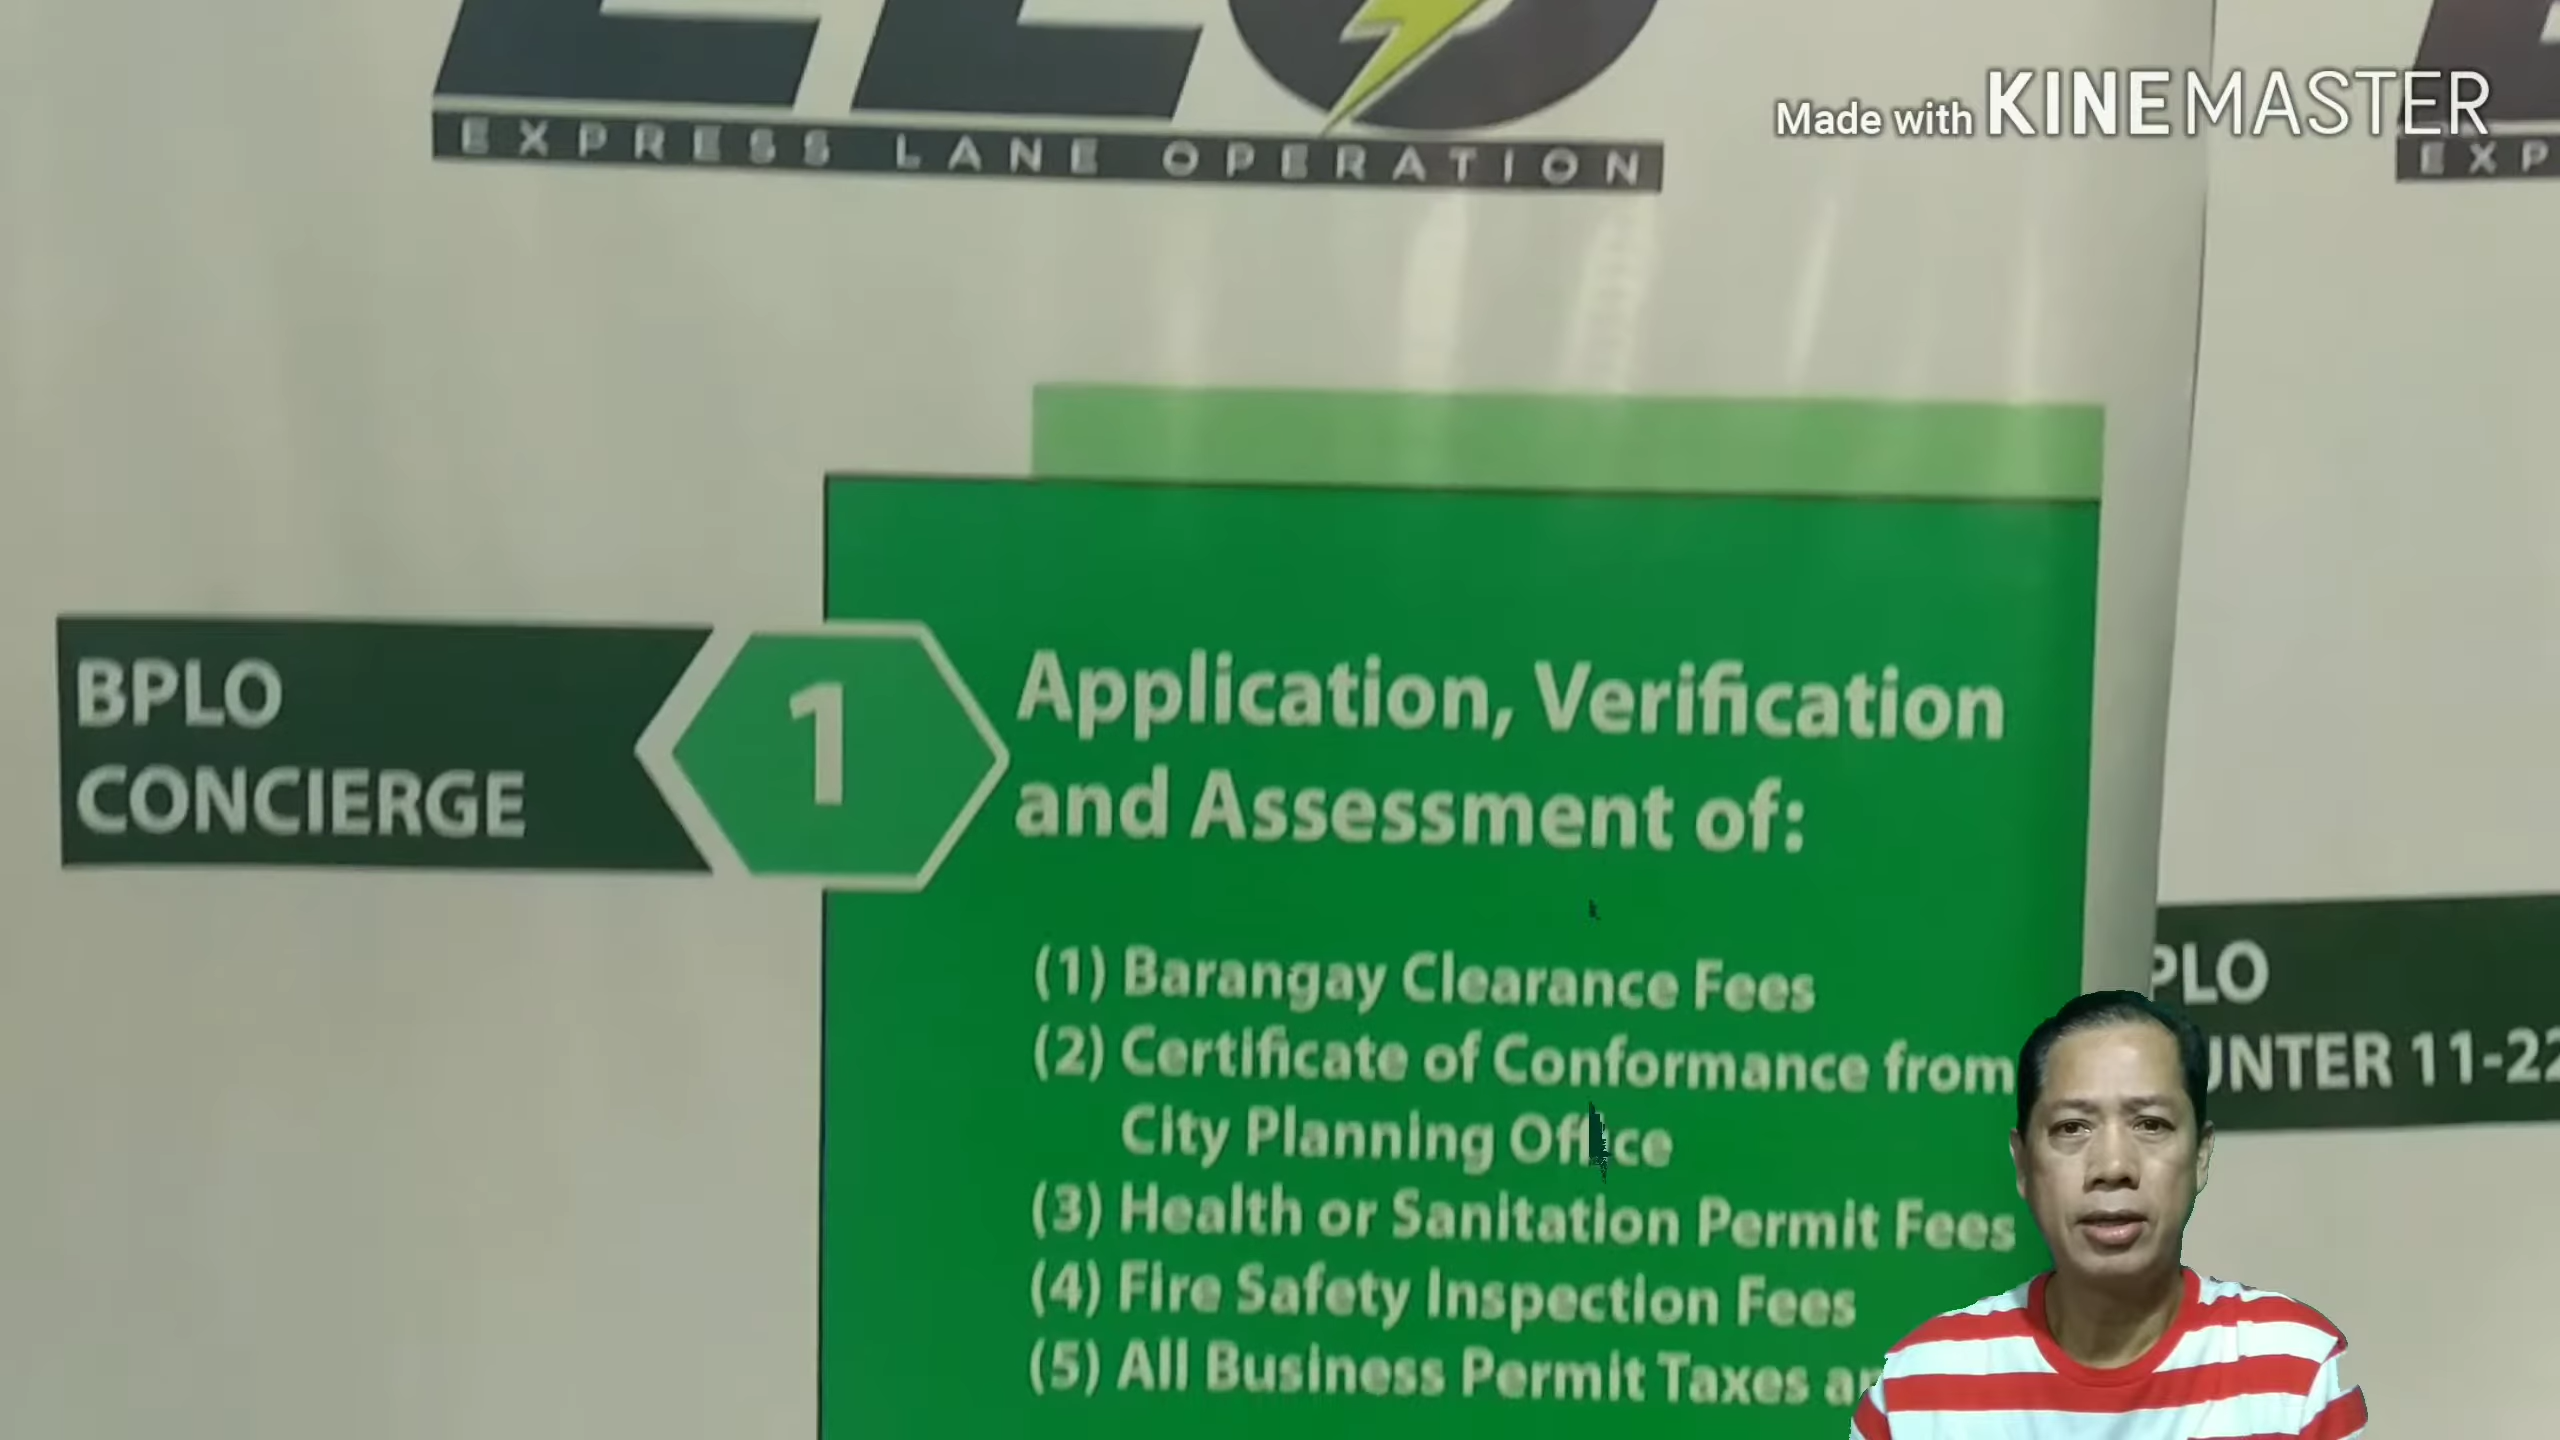 ELO
EXPRESS LANE OPERATION
Made with KINEMASTER
EXP
BPLO
CONCIERGE
1
Application, Verification
and Assessment of:
(1) Barangay Clearance Fees
(2) Certificate of Conformance from
City Planning Office
(3) Health or Sanitation Permit Fees
(4) Fire Safety Inspection Fees
(5) All Business Permit Taxes
PLO
UNTER 11-22